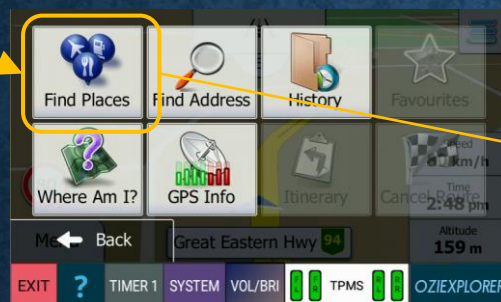 Find Places
Find Address
History
Favourites
Where Am I?
GPS Info
Itinerary
Cancel Route
Speed
80 km/h
Time
2:48 pm
Altitude
159 m
Back
Great Eastern Hwy 94
EXIT ? TIMER 1 SYSTEM VOL/BRI F L F R TPMS R L R R OZIEXPLORER